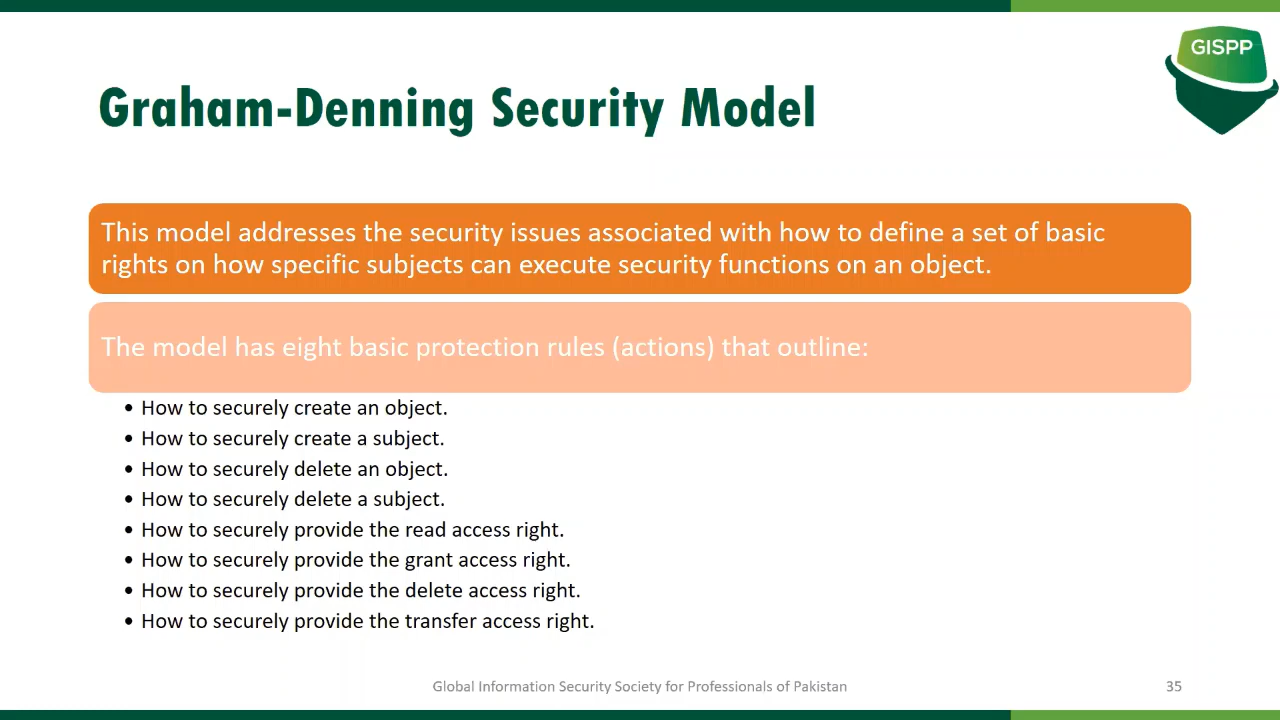 GISPP
Graham-Denning Security Model
This model addresses the security issues associated with how to define a set of basic
rights on how specific subjects can execute security functions on an object.
The model has eight basic protection rules (actions) that outline:
• How to securely create an object.
• How to securely create a subject.
• How to securely delete an object.
• How to securely delete a subject.
• How to securely provide the read access right.
• How to securely provide the grant access right.
• How to securely provide the delete access right.
• How to securely provide the transfer access right.
Global Information Security Society for Professionals of Pakistan
35